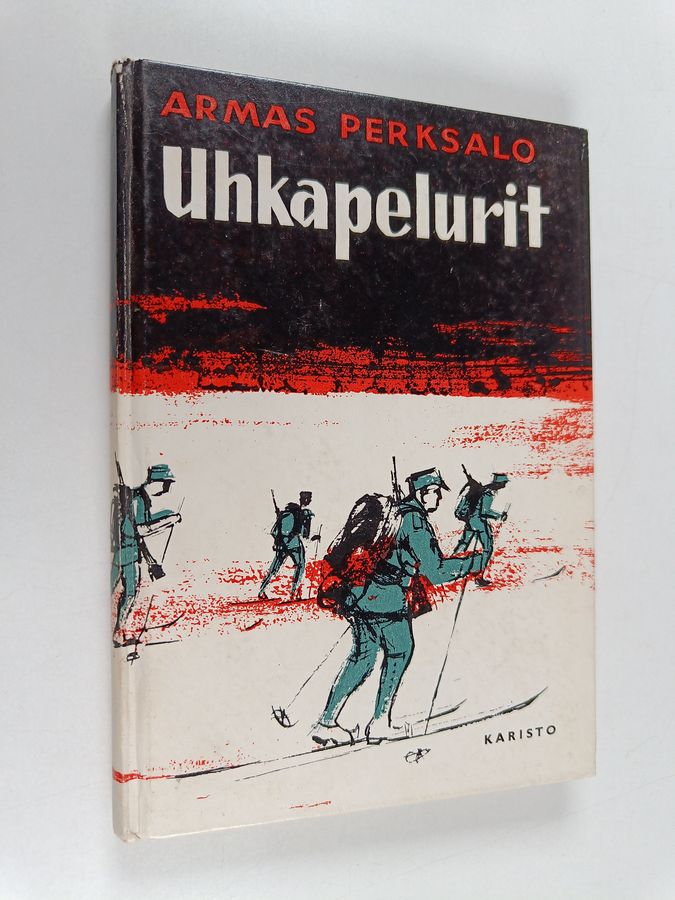 ARMAS PERKSALO
Uhkapelurit
KARISTO